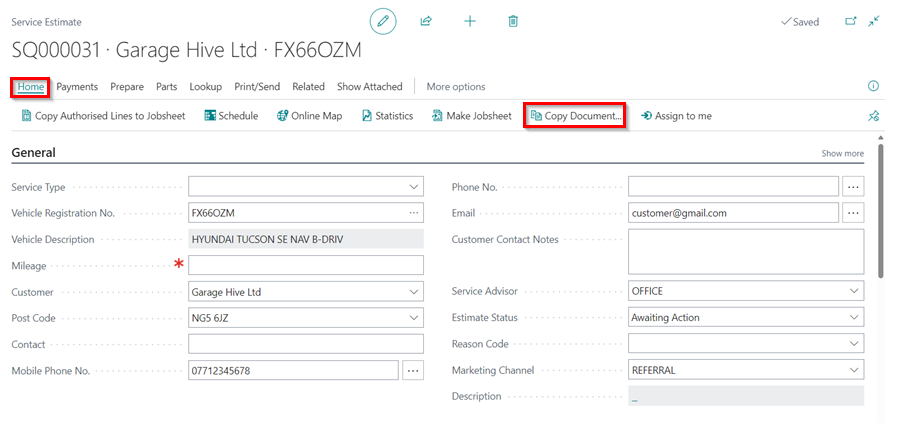 Service Estimate
Saved
SQ000031 · Garage Hive Ltd · FX66OZM
Home Payments Prepare Parts Lookup Print/Send Related Show Attached More options
Copy Authorised Lines to Jobsheet Schedule Online Map Statistics Make Jobsheet Copy Document... Assign to me
General Show more
Service Type
Vehicle Registration No. FX66OZM ...
Vehicle Description HYUNDAI TUCSON SE NAV B-DRIV
Mileage *
Customer Garage Hive Ltd
Post Code NG5 6JZ
Contact
Mobile Phone No. 07712345678 ...
Phone No. ...
Email customer@gmail.com ...
Customer Contact Notes
Service Advisor OFFICE
Estimate Status Awaiting Action
Reason Code
Marketing Channel REFERRAL
Description _